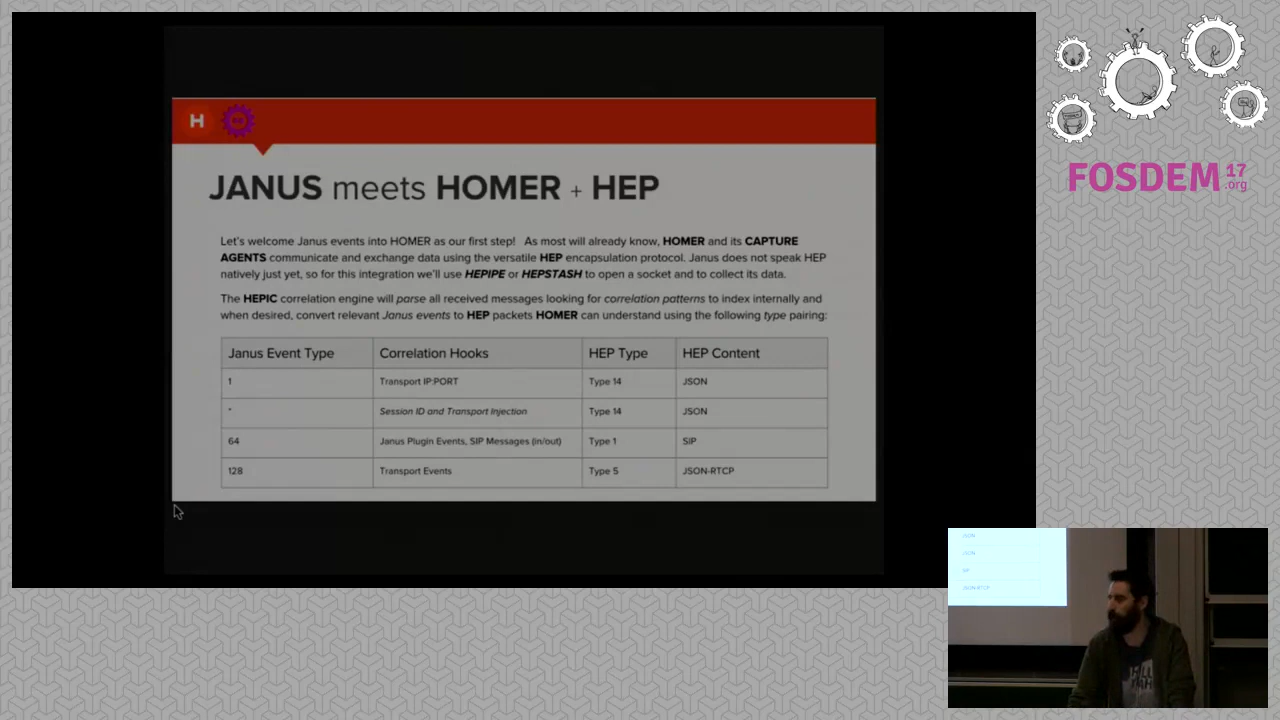 H
JANUS meets HOMER + HEP
Let's welcome Janus events into HOMER as our first step! As most will already know, HOMER and its CAPTURE
AGENTS communicate and exchange data using the versatile HEP encapsulation protocol. Janus does not speak HEP
natively just yet, so for this integration we'll use HEPIPE or HEPSTASH to open a socket and to collect its data.
The HEPIC correlation engine will parse all received messages looking for correlation patterns to index internally and
when desired, convert relevant Janus events to HEP packets HOMER can understand using the following type pairing:
Janus Event Type Correlation Hooks HEP Type HEP Content
1 Transport IP:PORT Type 14 JSON
* Session ID and Transport Injection Type 14 JSON
64 Janus Plugin Events, SIP Messages (in/out) Type 1 SIP
128 Transport Events Type 5 JSON-RTCP
FOSDEM 17
.org
JSON
JSON
SIP
JSON-RTCP